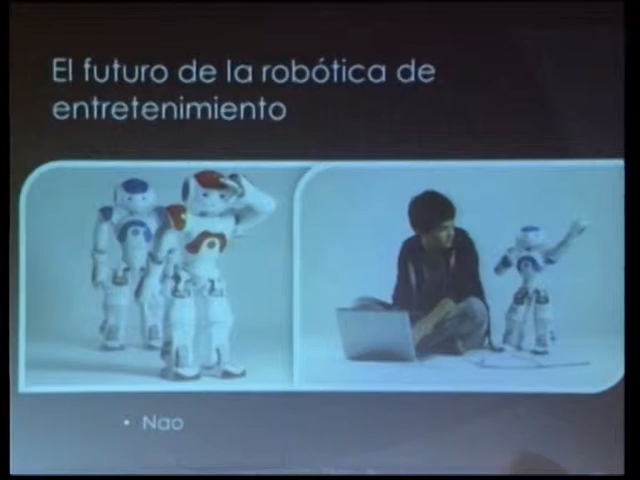 El futuro de la robótica de
entretenimiento
• Nao